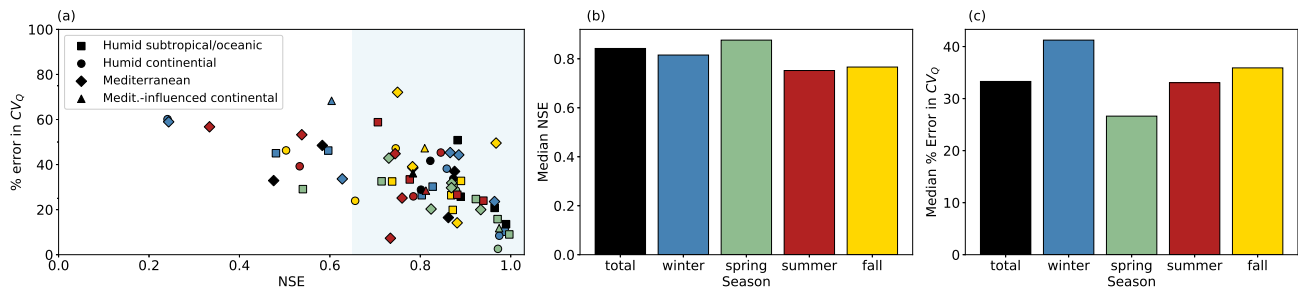 (a)
100
80
60
40
20
0
% error in CV_Q
Humid subtropical/oceanic
Humid continental
Mediterranean
Medit.-influenced continental
0.0 0.2 0.4 0.6 0.8 1.0
NSE
(b)
0.8
0.6
0.4
0.2
0.0
Median NSE
total winter spring summer fall
Season
(c)
40
30
20
10
0
Median % Error in CV_Q
total winter spring summer fall
Season